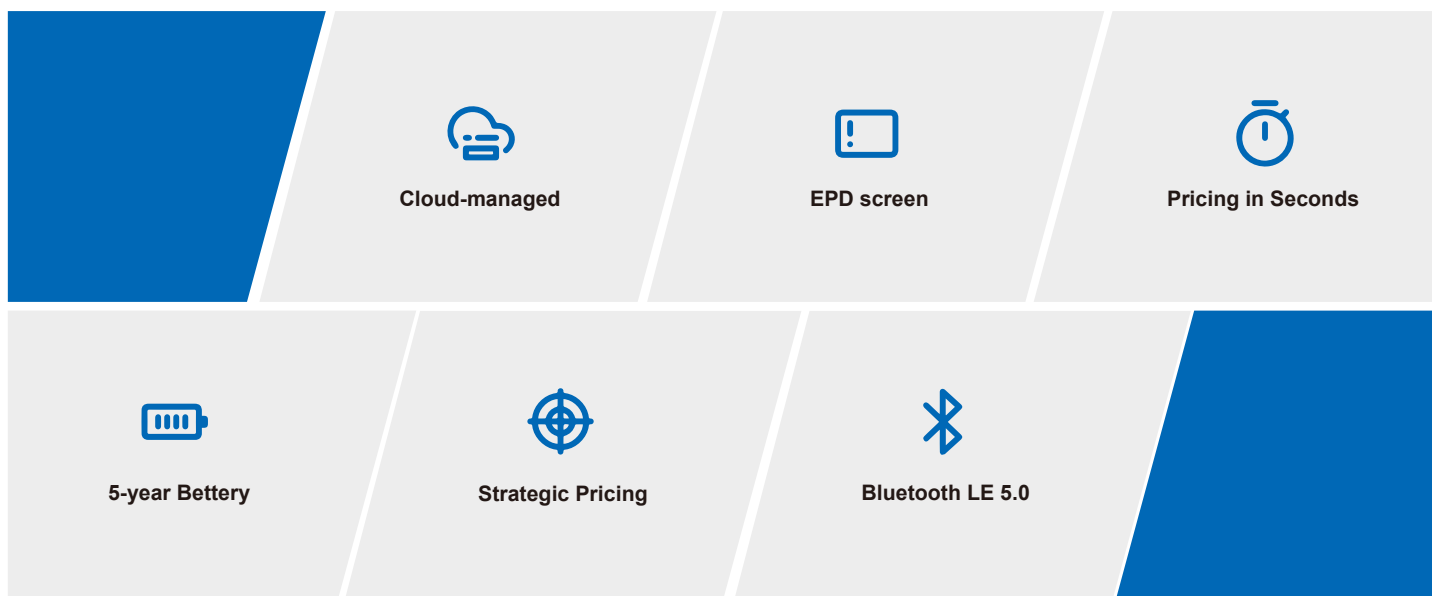 Cloud-managed
EPD screen
Pricing in Seconds
5-year Bettery
Strategic Pricing
Bluetooth LE 5.0